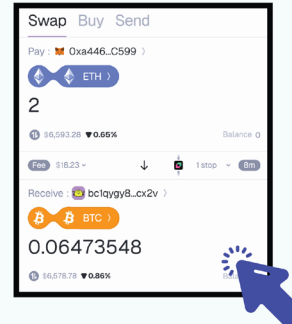 Swap Buy Send
Pay : 0xa446...C599 >
ETH >
2
$6,593.28 ▼0.65% Balance 0
Fee $18.23 1 stop 8m
Receive : bc1qygy8...cx2v >
BTC >
0.06473548
$6,578.78 ▼0.86%